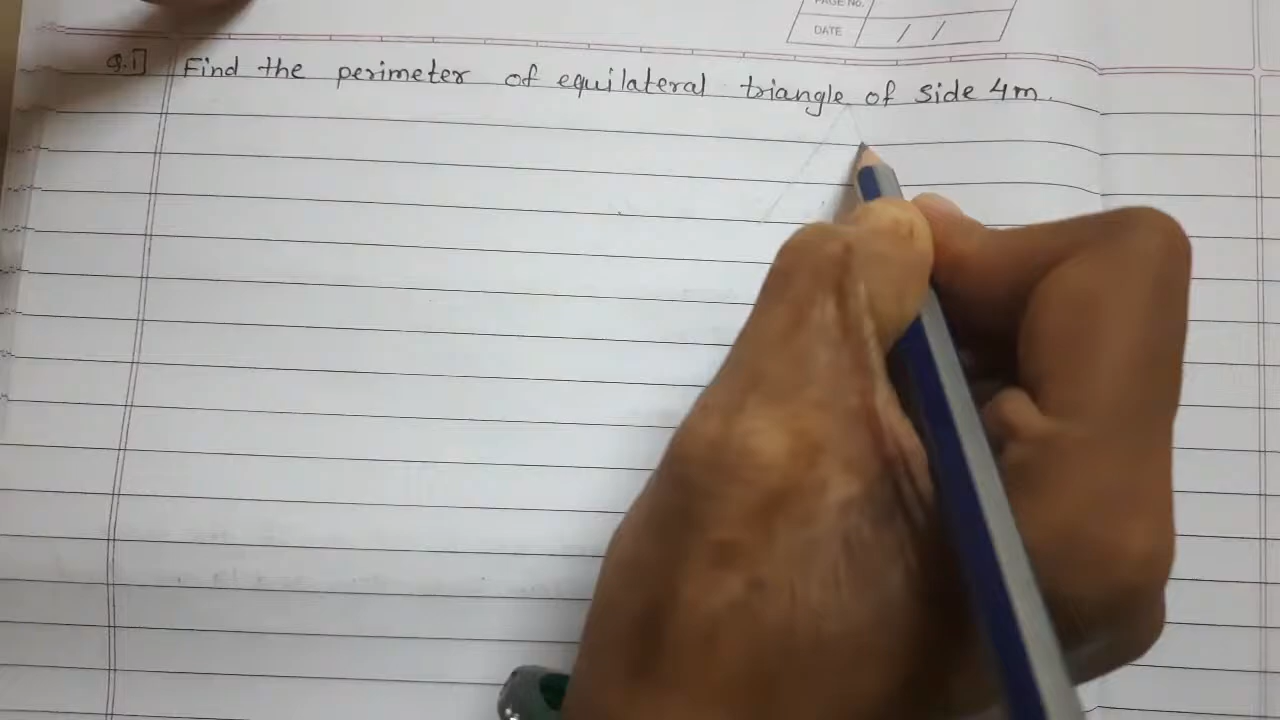 PAGE No.
DATE / /
Q.1] Find the perimeter of equilateral triangle of side 4m.